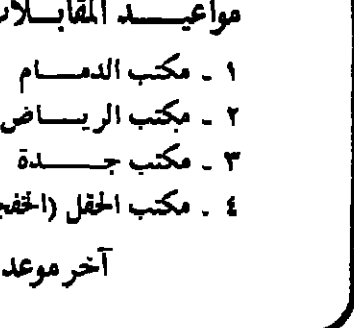 مواعيد المقابلات
١ ـ مكتب الدمام
٢ ـ مكتب الرياض
٣ ـ مكتب جدة
٤ ـ مكتب الحقل
آخر موعد